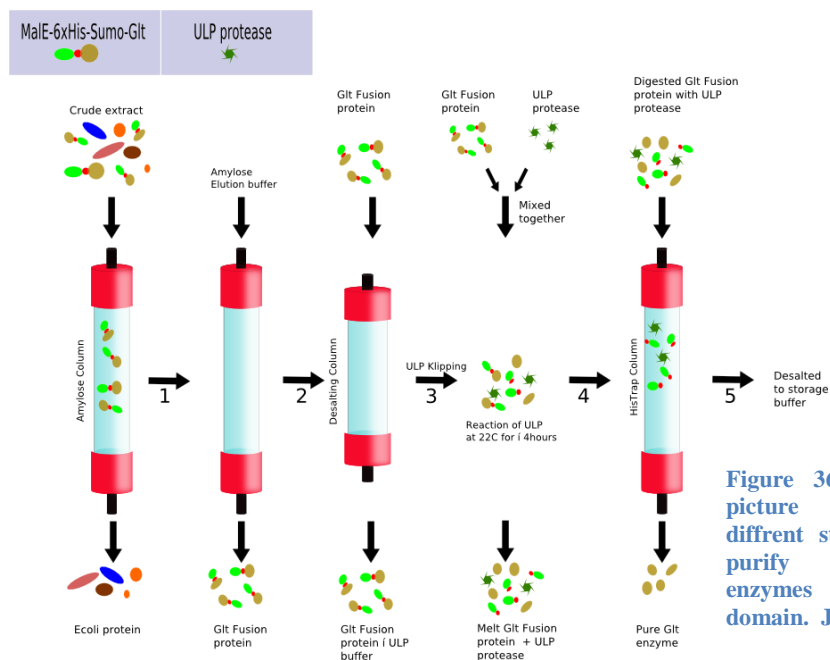 MalE-6xHis-Sumo-Glt
ULP protease
Crude extract
Amylose
Elution buffer
Glt Fusion
protein
Glt Fusion
protein
ULP
protease
Digested Glt Fusion
protein with ULP
protease
Mixed
together
Amylose Column
1
2
Desalting Column
ULP Klipping
3
Reaction of ULP
at 22C for í 4hours
4
HisTrap Column
5
Desalted
to storage
buffer
Ecoli protein
Glt Fusion
protein
Glt Fusion
protein í ULP
buffer
Melt Glt Fusion
protein + ULP
protease
Pure Glt
enzyme
Figure 36
picture
diffrent st
purify
enzymes
domain. J